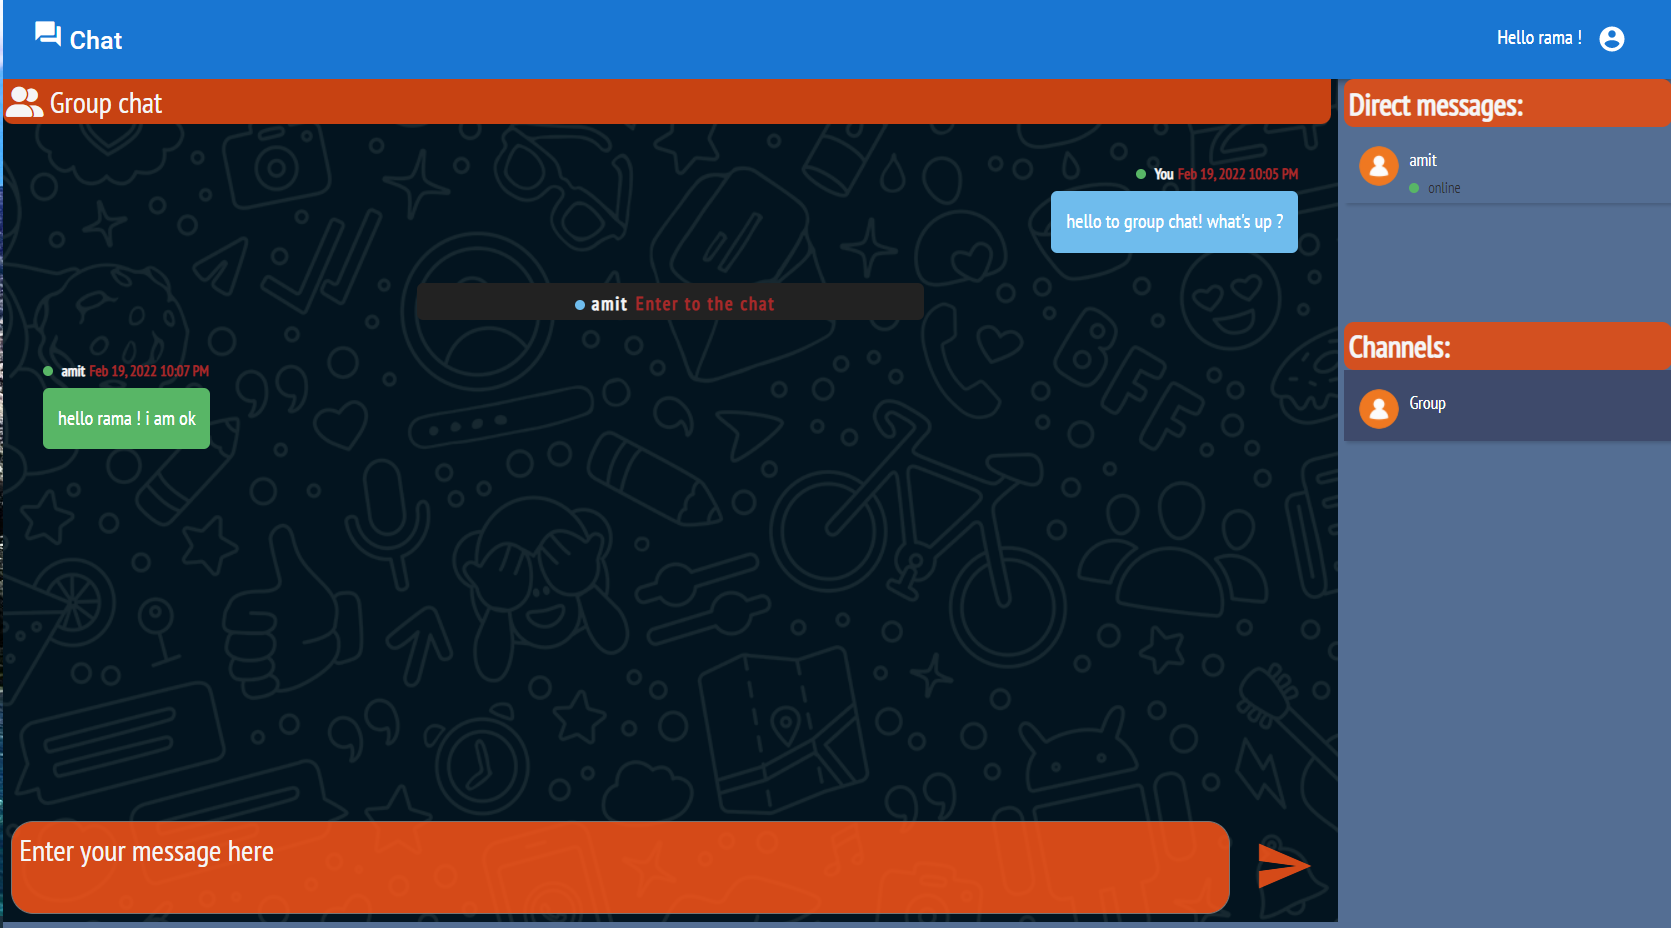 Chat
Hello rama !
Group chat
You Feb 19, 2022 10:05 PM
hello to group chat! what's up ?
amit Enter to the chat
amit Feb 19, 2022 10:07 PM
hello rama ! i am ok
Enter your message here
Direct messages:
amit
online
Channels:
Group